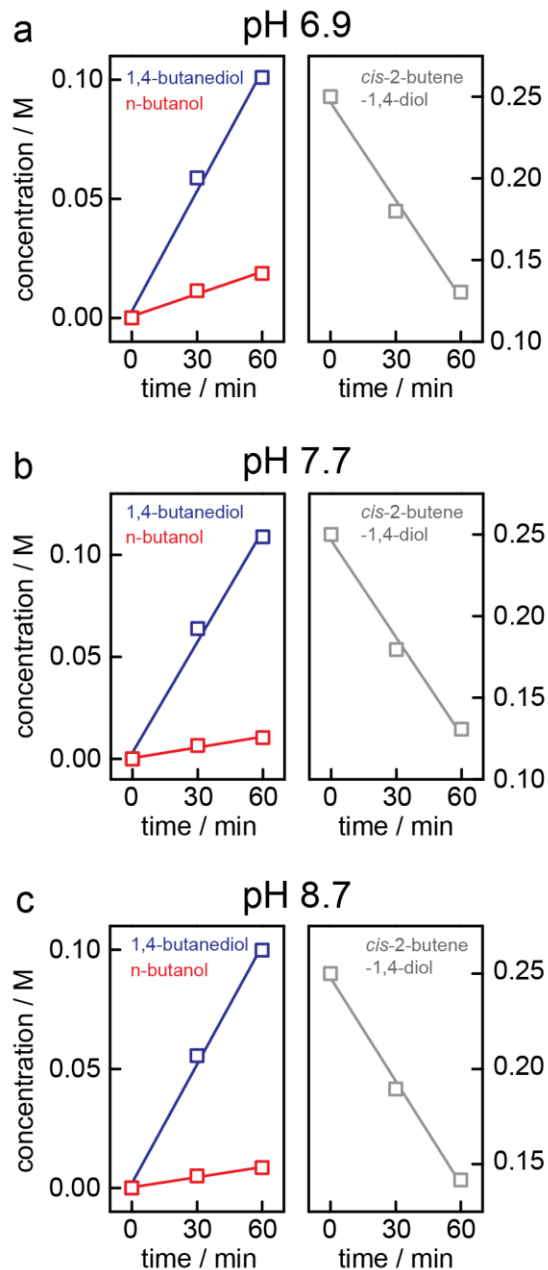 a
pH 6.9
1,4-butanediol
n-butanol
cis-2-butene
-1,4-diol
concentration / M
0.10
0.05
0.00
0.25
0.20
0.15
0.10
0 30 60
0 30 60
time / min
time / min
b
pH 7.7
1,4-butanediol
n-butanol
cis-2-butene
-1,4-diol
concentration / M
0.10
0.05
0.00
0.25
0.20
0.15
0.10
0 30 60
0 30 60
time / min
time / min
c
pH 8.7
1,4-butanediol
n-butanol
cis-2-butene
-1,4-diol
concentration / M
0.10
0.05
0.00
0.25
0.20
0.15
0 30 60
0 30 60
time / min
time / min